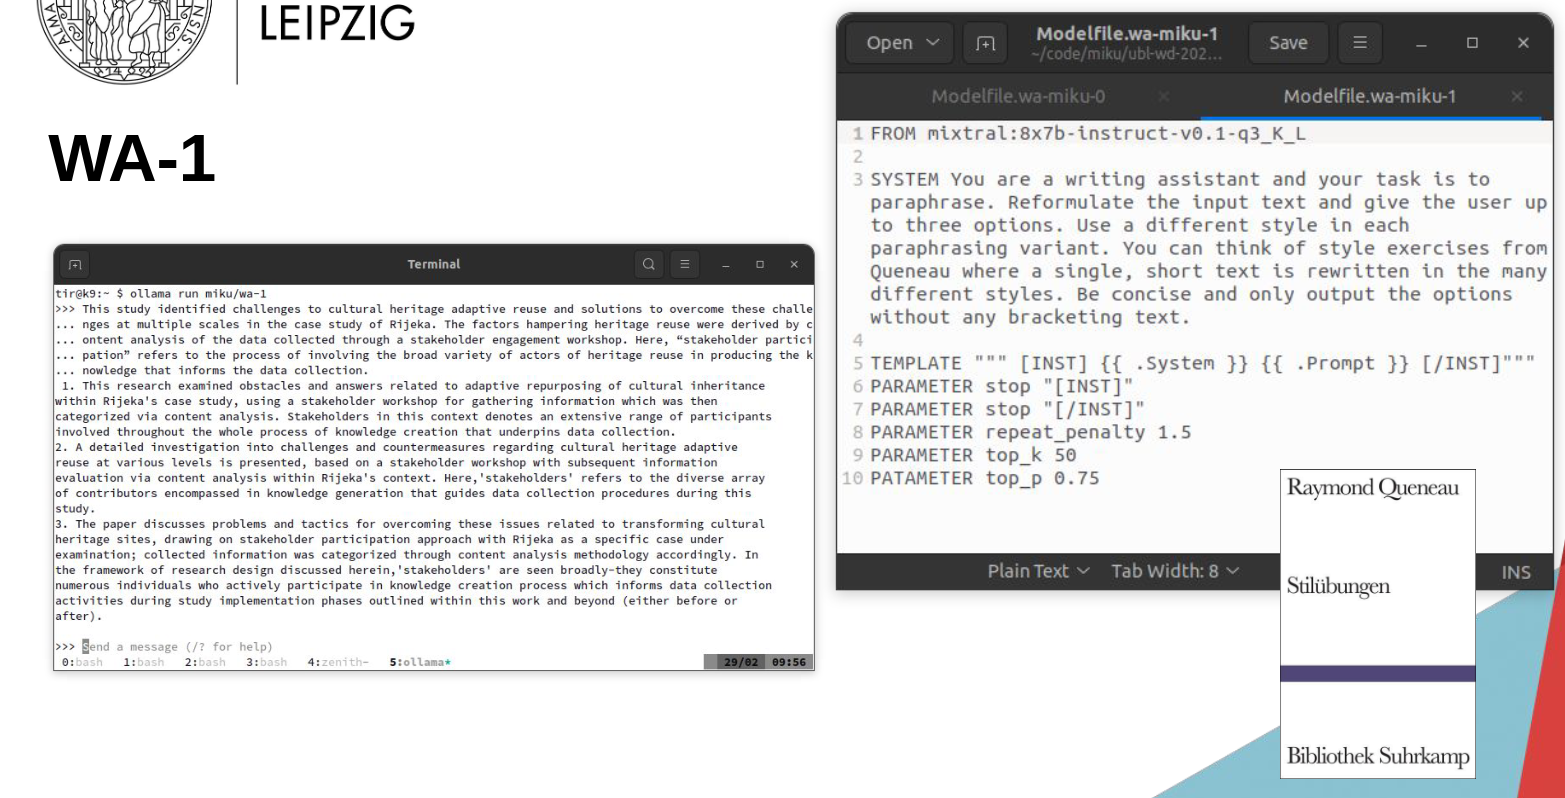 LEIPZIG
WA-1
Terminal
tir@k9:~ $ ollama run miku/wa-1
>>> This study identified challenges to cultural heritage adaptive reuse and solutions to overcome these challe
... nges at multiple scales in the case study of Rijeka. The factors hampering heritage reuse were derived by c
... ontent analysis of the data collected through a stakeholder engagement workshop. Here, “stakeholder partici
... pation” refers to the process of involving the broad variety of actors of heritage reuse in producing the k
... nowledge that informs the data collection.
1. This research examined obstacles and answers related to adaptive repurposing of cultural inheritance
within Rijeka's case study, using a stakeholder workshop for gathering information which was then
categorized via content analysis. Stakeholders in this context denotes an extensive range of participants
involved throughout the whole process of knowledge creation that underpins data collection.
2. A detailed investigation into challenges and countermeasures regarding cultural heritage adaptive
reuse at various levels is presented, based on a stakeholder workshop with subsequent information
evaluation via content analysis within Rijeka's context. Here,'stakeholders' refers to the diverse array
of contributors encompassed in knowledge generation that guides data collection procedures during this
study.
3. The paper discusses problems and tactics for overcoming these issues related to transforming cultural
heritage sites, drawing on stakeholder participation approach with Rijeka as a specific case under
examination; collected information was categorized through content analysis methodology accordingly. In
the framework of research design discussed herein,'stakeholders' are seen broadly—they constitute
numerous individuals who actively participate in knowledge creation process which informs data collection
activities during study implementation phases outlined within this work and beyond (either before or
after).
>>> Send a message (/? for help)
0:bash 1:bash 2:bash 3:bash 4:zenith- 5:ollama* 29/02 09:56
Open Modelfile.wa-miku-1 Save
~/code/miku/ubl-wd-202...
Modelfile.wa-miku-0 × Modelfile.wa-miku-1 ×
1 FROM mixtral:8x7b-instruct-v0.1-q3_K_L
2
3 SYSTEM You are a writing assistant and your task is to
paraphrase. Reformulate the input text and give the user up
to three options. Use a different style in each
paraphrasing variant. You can think of style exercises from
Queneau where a single, short text is rewritten in the many
different styles. Be concise and only output the options
without any bracketing text.
4
5 TEMPLATE """ [INST] {{ .System }} {{ .Prompt }} [/INST]"""
6 PARAMETER stop "[INST]"
7 PARAMETER stop "[/INST]"
8 PARAMETER repeat_penalty 1.5
9 PARAMETER top_k 50
10 PATAMETER top_p 0.75
Plain Text Tab Width: 8 INS
Raymond Queneau
Stilübungen
Bibliothek Suhrkamp